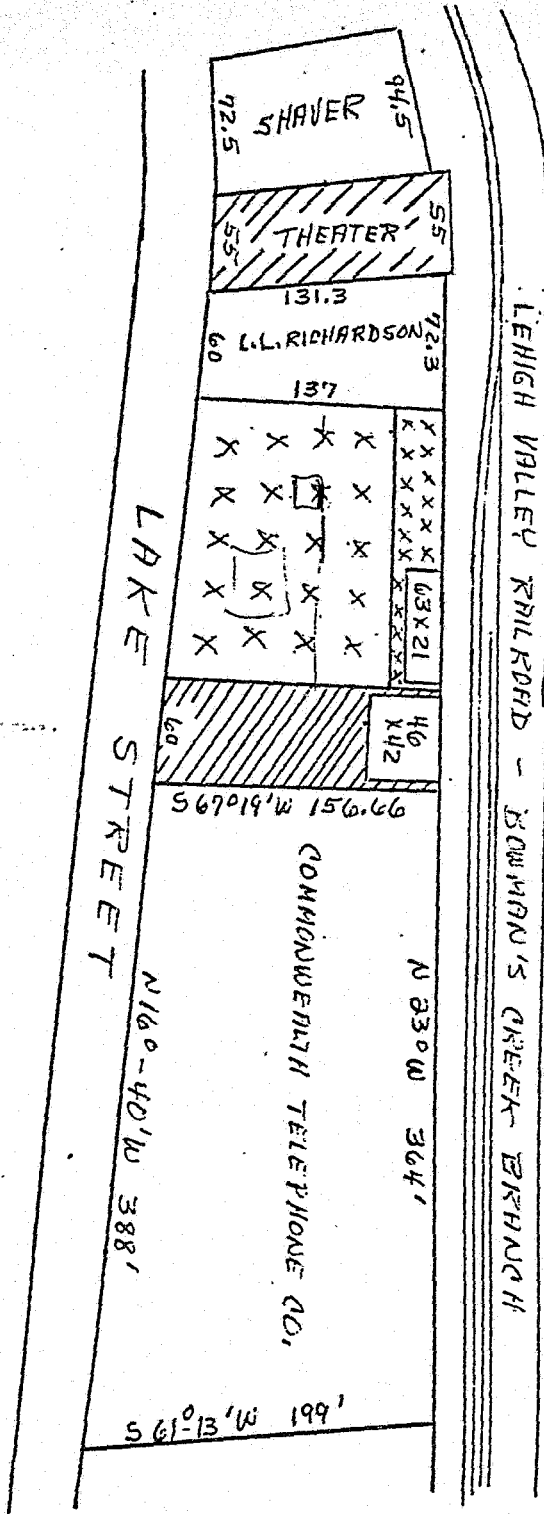 SHAVER
94.5
72.5
THEATER
55
55
131.3
L.L. RICHARDSON
72.3
60
137
X X X X
X X X X
X X X X
X X X X
X X X X
X X X X X X
X X X X X X X X X X
63X21
46
X42
60
S 67°19'W 156.66
COMMONWEALTH TELEPHONE CO.
N 23°W 364'
N16°-40'W 388'
S 61°-13'W 199'
LAKE STREET
LEHIGH VALLEY RAILROAD - BOWMAN'S CREEK BRANCH